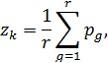 z_k = \frac{1}{r} \sum_{g=1}^{r} p_g,